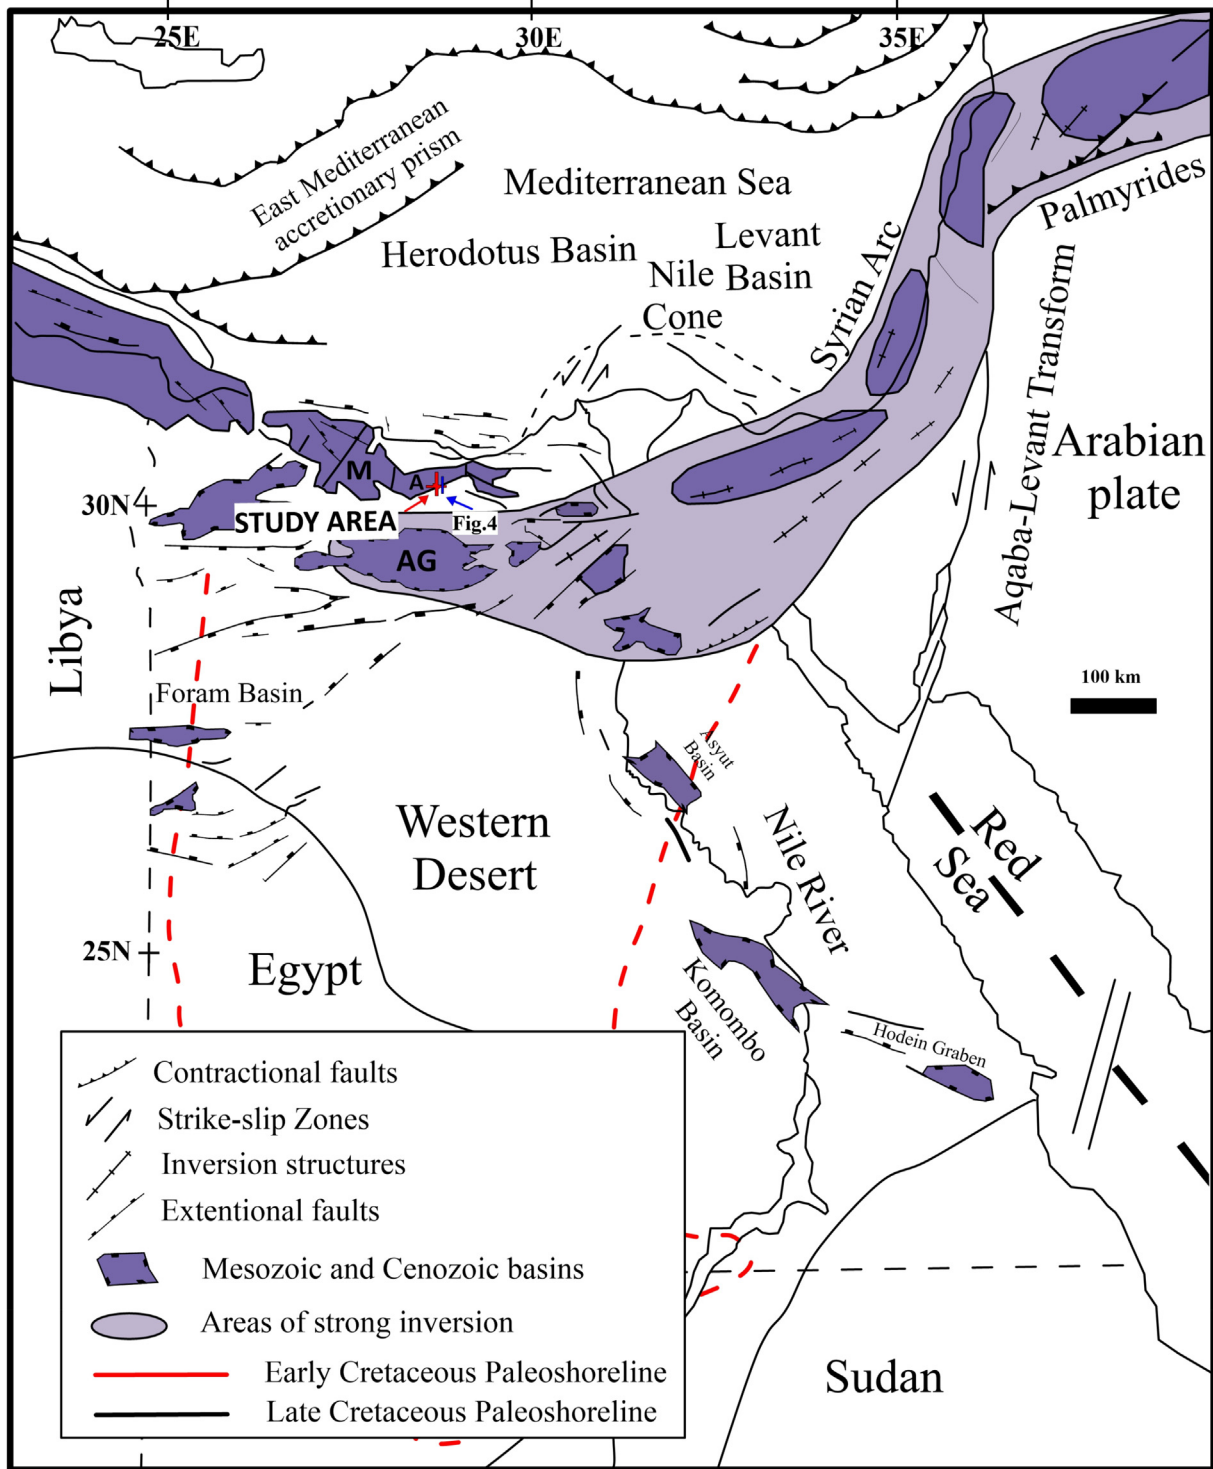 25E
30E
35E
East Mediterranean
accretionary prism
Mediterranean Sea
Herodotus Basin
Levant
Basin
Nile
Cone
Syrian Arc
Palmyrides
Aqaba-Levant Transform
Arabian
plate
M
A
30N
STUDY AREA
Fig.4
AG
Libya
100 km
Foram Basin
Asyut
Basin
Western
Desert
Nile River
Red
Sea
25N
Egypt
Komombo
Basin
Hodein Graben
Contractional faults
Strike-slip Zones
Inversion structures
Extentional faults
Mesozoic and Cenozoic basins
Areas of strong inversion
Early Cretaceous Paleoshoreline
Late Cretaceous Paleoshoreline
Sudan